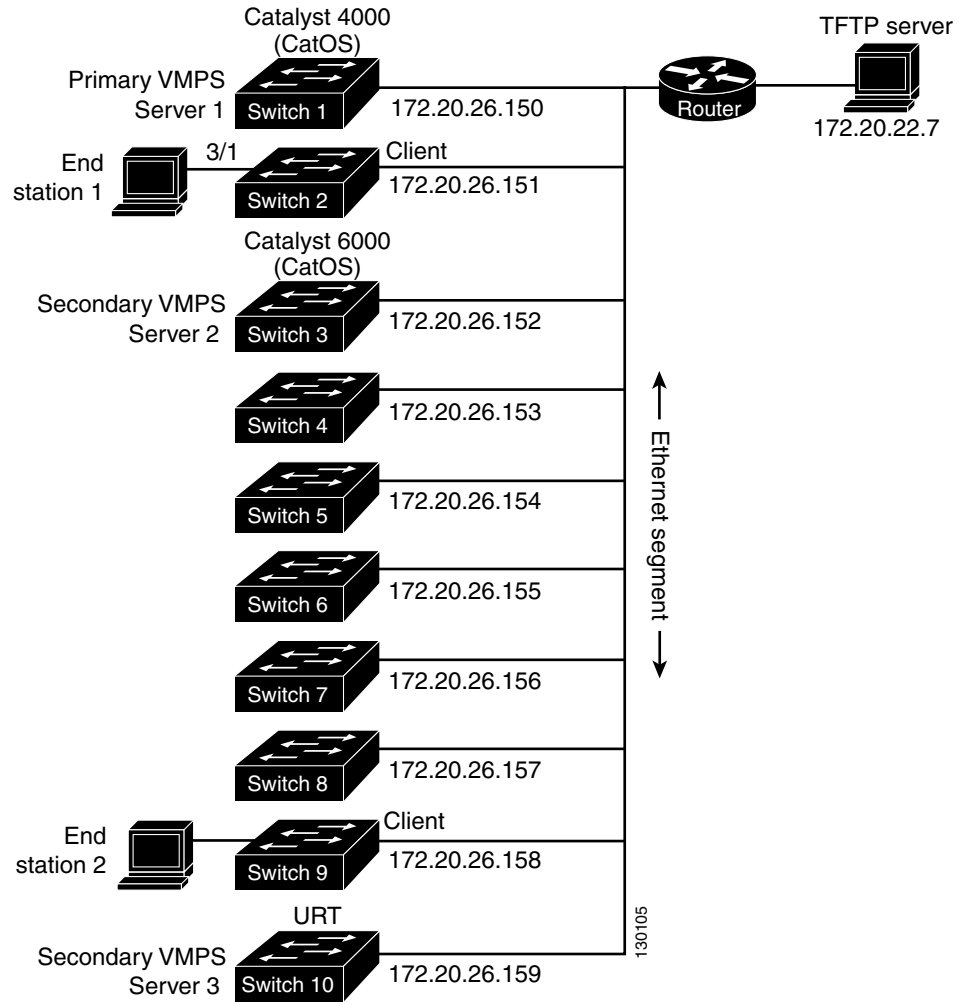 Catalyst 4000
(CatOS)
TFTP server
Primary VMPS
Server 1
Switch 1
172.20.26.150
Router
172.20.22.7
End
station 1
3/1
Client
Switch 2
172.20.26.151
Catalyst 6000
(CatOS)
Secondary VMPS
Server 2
Switch 3
172.20.26.152
Switch 4
172.20.26.153
Ethernet segment
Switch 5
172.20.26.154
Switch 6
172.20.26.155
Switch 7
172.20.26.156
Switch 8
172.20.26.157
End
station 2
Client
Switch 9
172.20.26.158
URT
Secondary VMPS
Server 3
Switch 10
172.20.26.159
130105